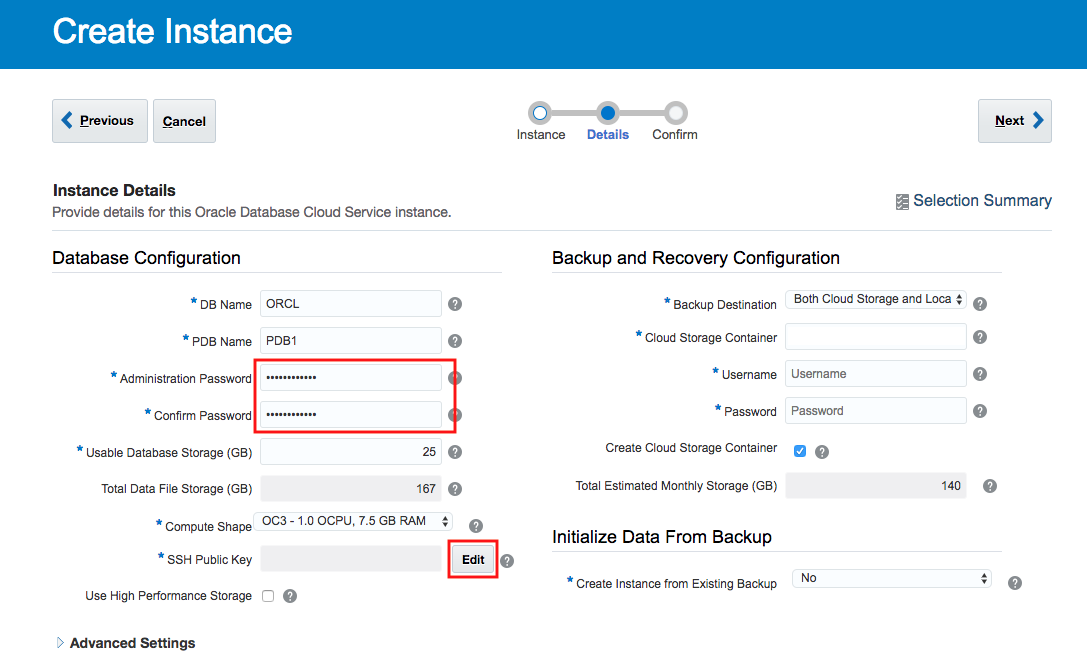 Create Instance
Previous
Cancel
Instance
Details
Confirm
Next
Instance Details
Provide details for this Oracle Database Cloud Service instance.
Selection Summary
Database Configuration
* DB Name ORCL ?
* PDB Name PDB1 ?
* Administration Password •••••••••••• ?
* Confirm Password •••••••••••• ?
* Usable Database Storage (GB) 25 ?
Total Data File Storage (GB) 167 ?
* Compute Shape OC3 - 1.0 OCPU, 7.5 GB RAM ?
* SSH Public Key Edit ?
Use High Performance Storage ?
Advanced Settings
Backup and Recovery Configuration
* Backup Destination Both Cloud Storage and Loca ?
* Cloud Storage Container ?
* Username Username ?
* Password Password ?
Create Cloud Storage Container ?
Total Estimated Monthly Storage (GB) 140 ?
Initialize Data From Backup
* Create Instance from Existing Backup No ?